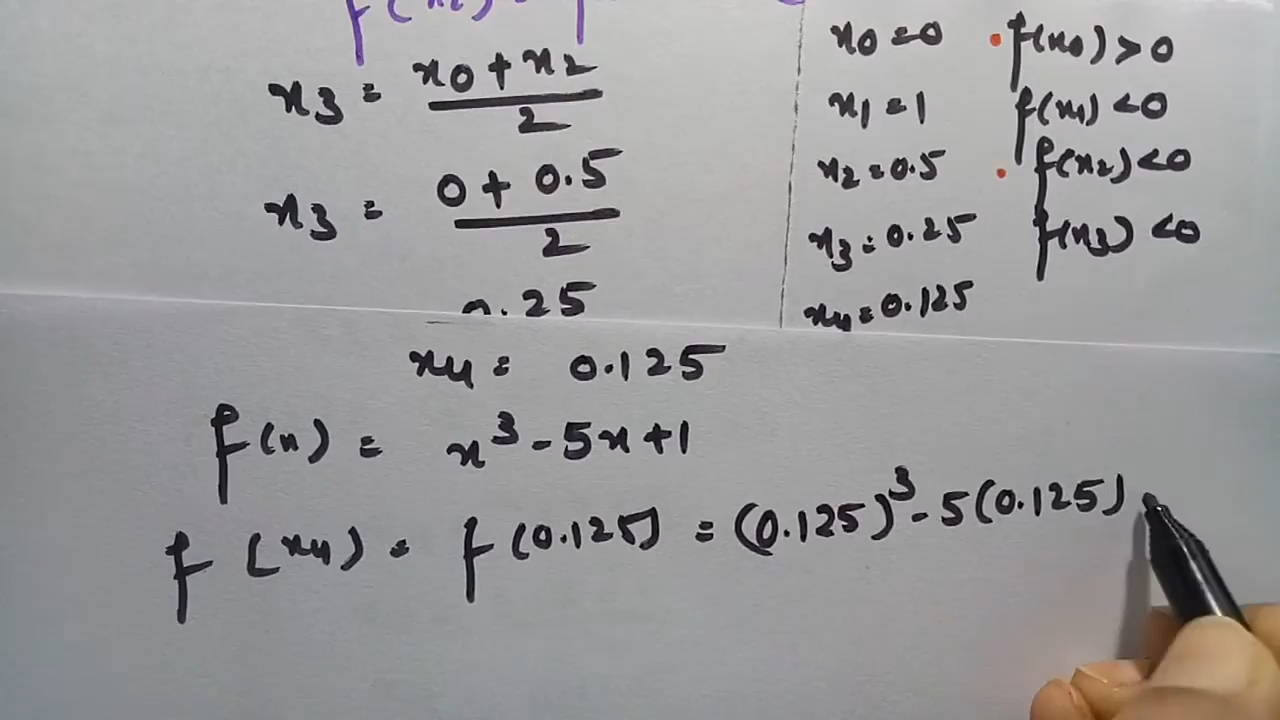 f(x2)
x3 = x0 + x2 / 2
x3 = 0 + 0.5 / 2
0.25
x0 = 0 f(x0) > 0
x1 = 1 f(x1) < 0
x2 = 0.5 f(x2) < 0
x3 = 0.25 f(x3) < 0
x4 = 0.125
x4 = 0.125
f(x) = x³ - 5x + 1
f(x4) = f(0.125) = (0.125)³ - 5(0.125)